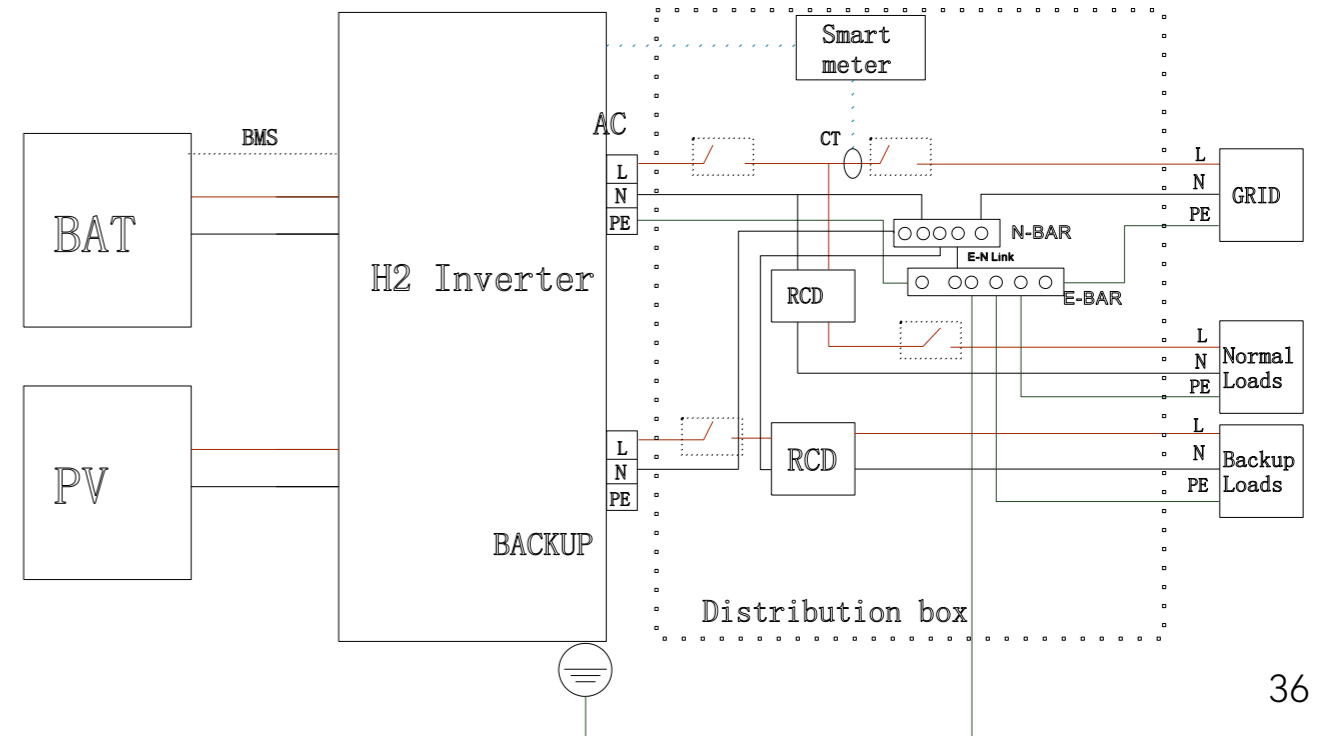 Smart
meter
BMS
AC
CT
L
N
PE
L
N
PE
GRID
BAT
H2 Inverter
N-BAR
E-N Link
E-BAR
RCD
L
N
PE
Normal
Loads
PV
L
N
PE
RCD
L
N
PE
Backup
Loads
BACKUP
Distribution box
36